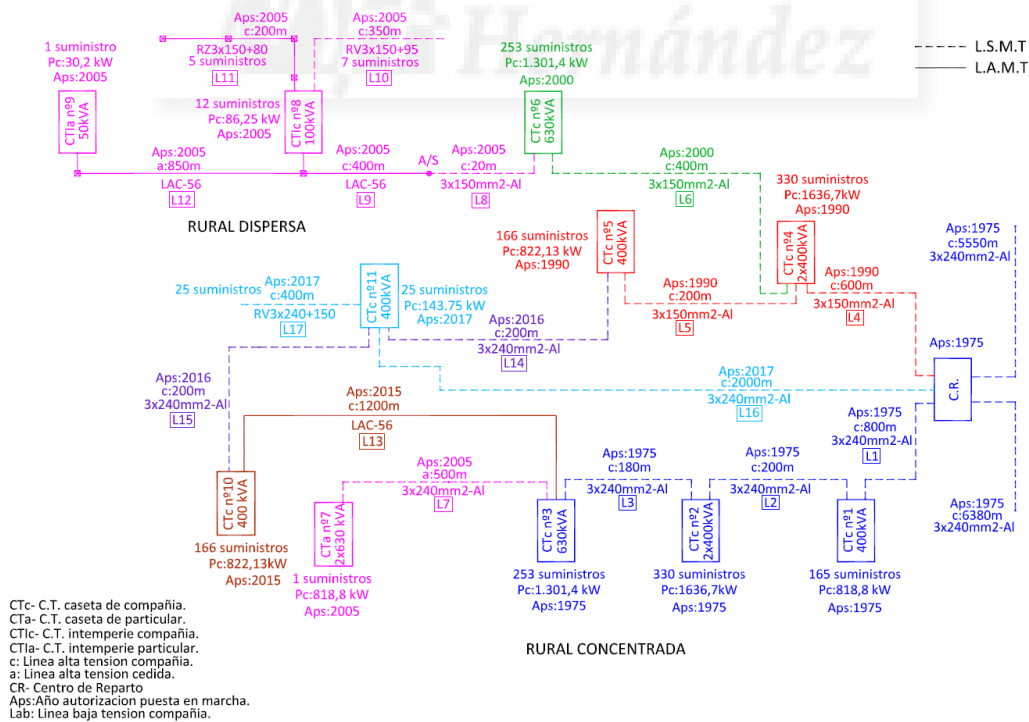 Hernández
L.S.M.T
L.A.M.T
1 suministro
Pc:30,2 kW
Aps:2005
CTIa nº9
50kVA
Aps:2005
c:200m
RZ3x150+80
5 suministros
L11
Aps:2005
c:350m
RV3x150+95
7 suministros
L10
12 suministros
Pc:86,25 kW
Aps:2005
CTIc nº8
100kVA
253 suministros
Pc:1.301,4 kW
Aps:2000
CTc nº6
630kVA
Aps:2005
a:850m
LAC-56
L12
Aps:2005
c:400m
LAC-56
L9
A/S
Aps:2005
c:20m
3x150mm2-Al
L8
Aps:2000
c:400m
3x150mm2-Al
L6
RURAL DISPERSA
330 suministros
Pc:1636,7kW
Aps:1990
CTc nº4
2x400kVA
166 suministros
Pc:822,13 kW
Aps:1990
CTc nº5
400kVA
Aps:1990
c:200m
3x150mm2-Al
L5
Aps:1990
c:600m
3x150mm2-Al
L4
Aps:1975
c:5550m
3x240mm2-Al
25 suministros
Aps:2017
c:400m
RV3x240+150
L17
CTc nº11
400kVA
25 suministros
Pc:143.75 kW
Aps:2017
Aps:2016
c:200m
3x240mm2-Al
L14
Aps:1975
C.R.
Aps:2016
c:200m
3x240mm2-Al
L15
Aps:2015
c:1200m
LAC-56
L13
Aps:2017
c:2000m
3x240mm2-Al
L16
Aps:1975
c:800m
3x240mm2-Al
L1
Aps:2005
a:500m
3x240mm2-Al
L7
Aps:1975
c:180m
3x240mm2-Al
L3
Aps:1975
c:200m
3x240mm2-Al
L2
Aps:1975
c:6380m
3x240mm2-Al
CTc nº10
400 kVA
166 suministros
Pc:822,13kW
Aps:2015
CTa nº7
2x630 kVA
1 suministros
Pc:818,8 kW
Aps:2005
CTc nº3
630kVA
253 suministros
Pc:1.301,4 kW
Aps:1975
CTc nº2
2x400kVA
330 suministros
Pc:1636,7kW
Aps:1975
CTc nº1
400kVA
165 suministros
Pc:818,8 kW
Aps:1975
RURAL CONCENTRADA
CTc- C.T. caseta de compañia.
CTa- C.T. caseta de particular.
CTIc- C.T. intemperie compañia.
CTIa- C.T. intemperie particular.
c: Linea alta tension compañia.
a: Linea alta tension cedida.
CR- Centro de Reparto
Aps:Año autorizacion puesta en marcha.
Lab: Linea baja tension compañia.